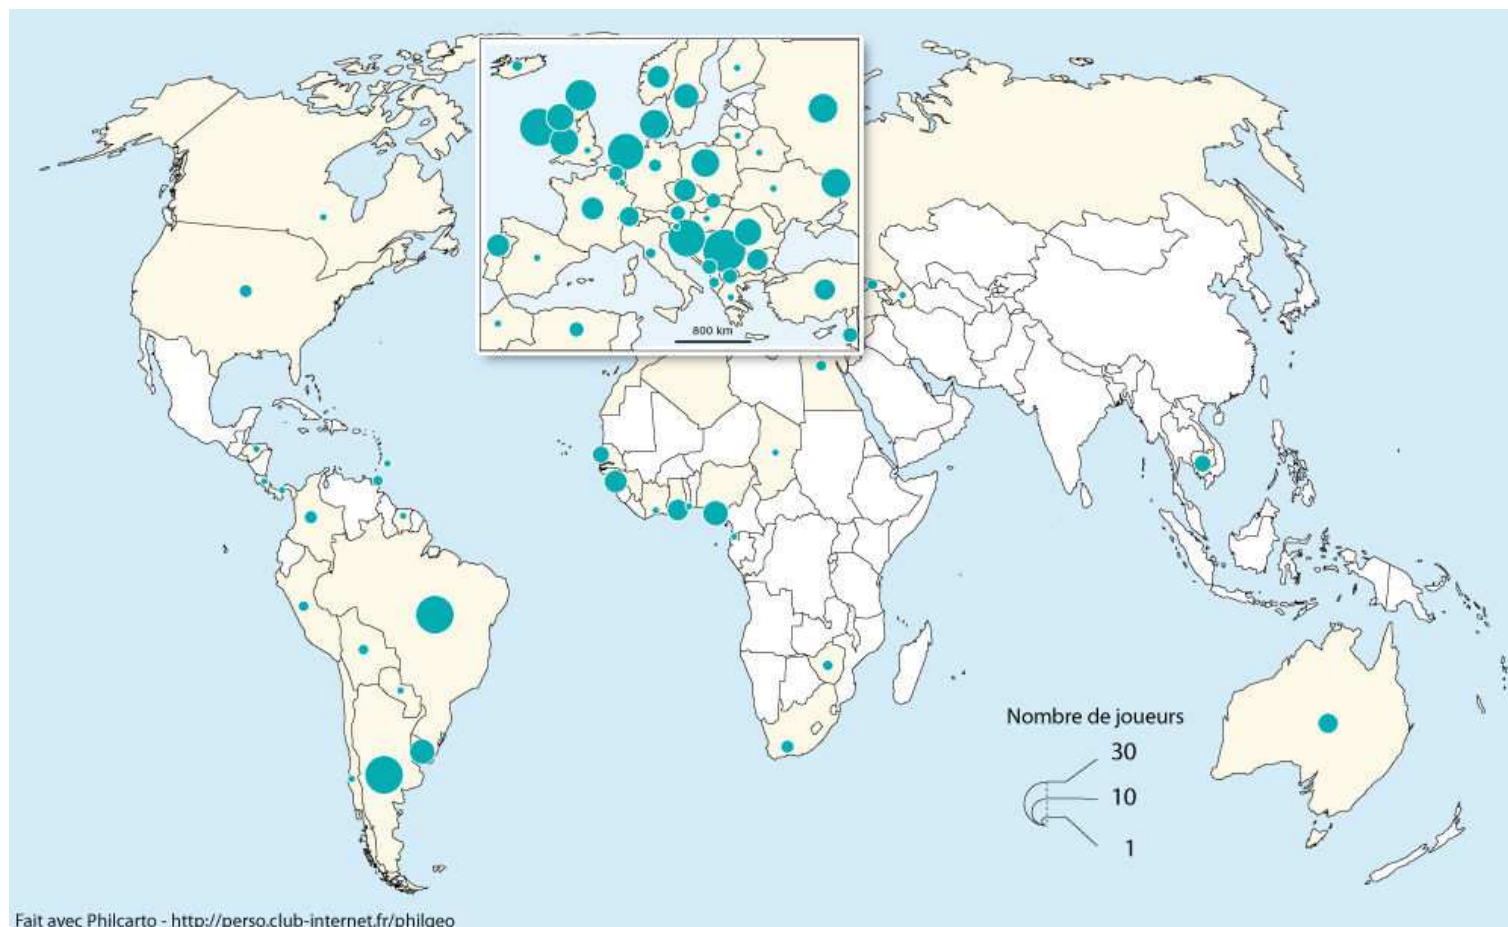 800 km
Nombre de joueurs
30
10
1
Fait avec Philcarto - http://perso.club-internet.fr/philgeo